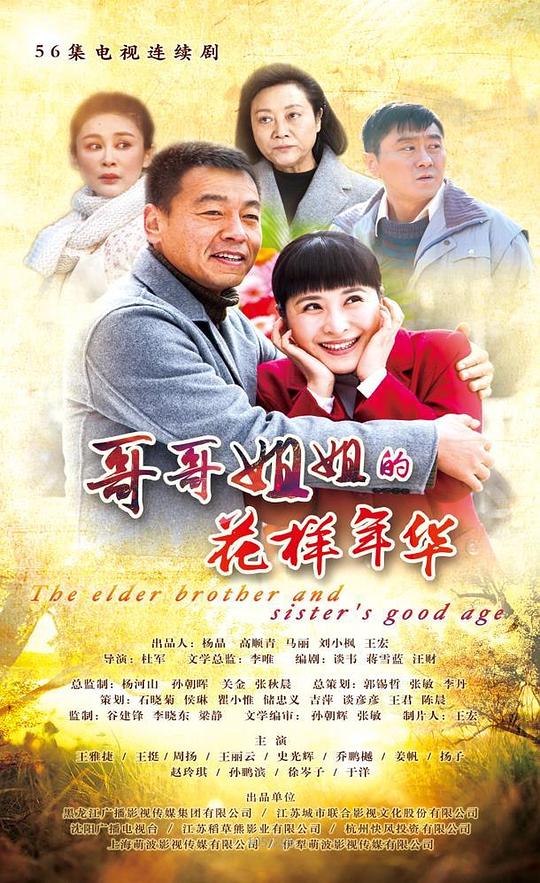 56集电视连续剧
哥哥姐姐的
花样年华
The elder brother and
sister's good age
出品人：杨晶 高顺青 马丽 刘小枫 王宏
导演：杜军 文学总监：李唯 编剧：谈韦 蒋雪蓝 汪财
总监制：杨河山 孙朝晖 关金 张秋晨 总策划：郭锡哲 张敏 李丹
策划：石晓菊 侯琳 瞿小惟 储忠义 吉萍 谈彦彦 王君 陈晨
监制：谷建锋 李晓东 梁静 文学编审：孙朝辉 张敏 制片人：王宏
主演
王雅捷 / 王挺 / 周扬 / 王丽云 / 史光辉 / 乔鹏樾 / 姜帆 / 扬子
赵玲琪 / 孙鹏滨 / 徐岑子 / 于洋
出品单位
黑龙江广播影视传媒集团有限公司 / 江苏城市联合影视文化股份有限公司
沈阳广播电视台 / 江苏稻草熊影业有限公司 / 杭州快风投资有限公司
上海萌波影视传媒有限公司 / 伊犁萌波影视传媒有限公司